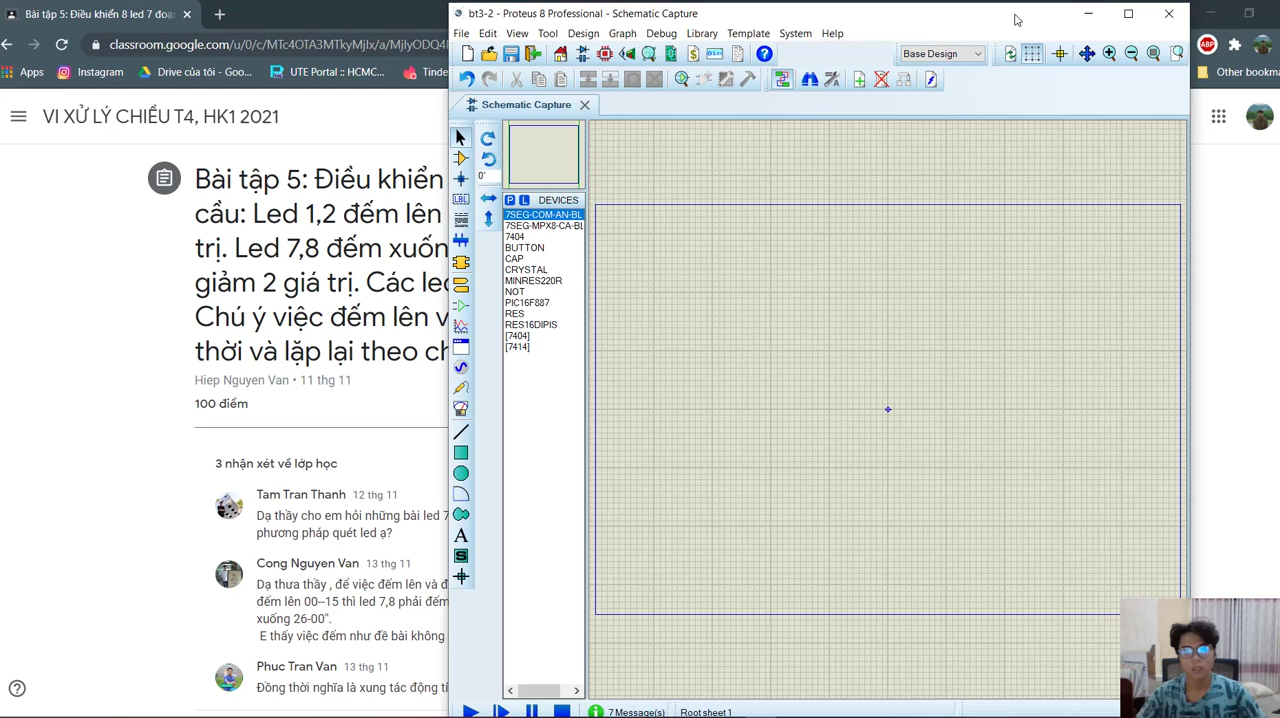 Bài tập 5: Điều khiển 8 led 7 đoạ
classroom.google.com/u/0/c/MTc4OTA3MTkyMjIx/a/MjIyODQ4
Apps
Instagram
Drive của tôi - Goo...
UTE Portal :: HCMC...
Tinde
Other bookma
bt3-2 - Proteus 8 Professional - Schematic Capture
File Edit View Tool Design Graph Debug Library Template System Help
Base Design
Schematic Capture
VI XỬ LÝ CHIỀU T4, HK1 2021
Bài tập 5: Điều khiển
cầu: Led 1,2 đếm lên
trị. Led 7,8 đếm xuốn
giảm 2 giá trị. Các led
Chú ý việc đếm lên v
thời và lặp lại theo ch
Hiep Nguyen Van • 11 thg 11
100 điểm
3 nhận xét về lớp học
Tam Tran Thanh 12 thg 11
Dạ thầy cho em hỏi những bài led 7
phương pháp quét led ạ?
Cong Nguyen Van 13 thg 11
Dạ thưa thầy , để việc đếm lên và đ
đếm lên 00--15 thì led 7,8 phải đếm
xuống 26-00".
E thấy việc đếm như đề bài không
Phuc Tran Van 13 thg 11
Đồng thời nghĩa là xung tác động tí
0°
LBL
P L DEVICES
7SEG-COM-AN-BL
7SEG-MPX8-CA-BL
7404
BUTTON
CAP
CRYSTAL
MINRES220R
NOT
PIC16F887
RES
RES16DIPIS
[7404]
[7414]
A
S
7 Message(s)
Root sheet 1
ABP